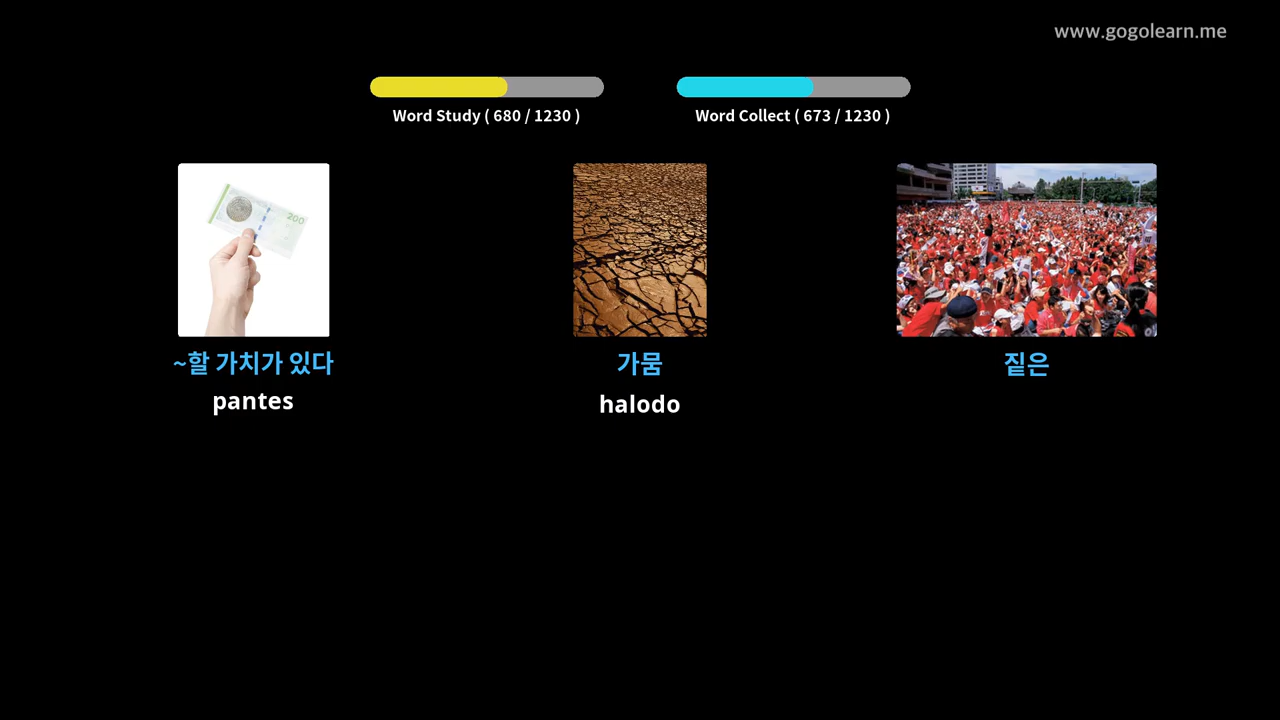 www.gogolearn.me
Word Study ( 680 / 1230 )
Word Collect ( 673 / 1230 )
200
~할 가치가 있다
가뭄
짙은
pantes
halodo